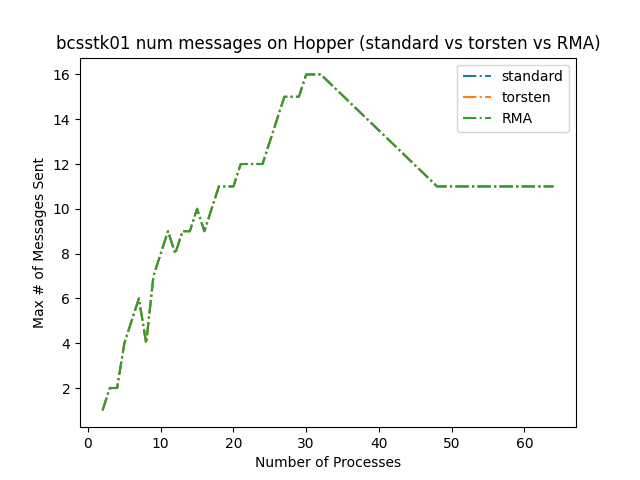 bcsstk01 num messages on Hopper (standard vs torsten vs RMA)
16
14
12
10
8
6
4
2
Max # of Messages Sent
standard
torsten
RMA
0 10 20 30 40 50 60
Number of Processes